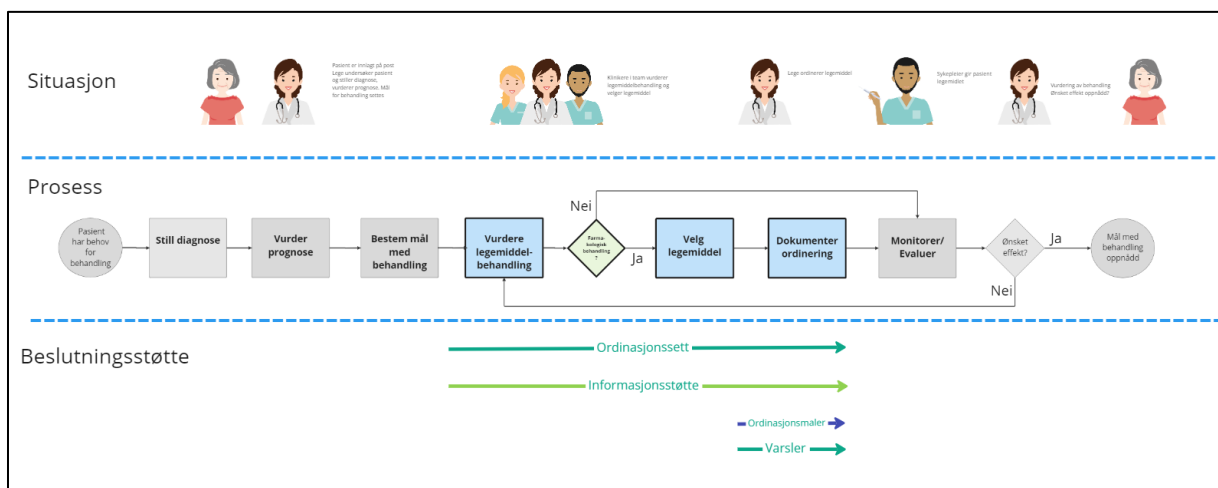 Situasjon
Pasient er innlagt på post
Lege undersøker pasient
og stiller diagnose,
vurderer prognose. Mål
for behandling settes
Klinikere i team vurderer
legemiddelbehandling og
velger legemiddel
Lege ordinerer legemiddel
Sykepleier gir pasient
legemidlet
Vurdering av behandling
Ønsket effekt oppnådd?
Prosess
Pasient
har behov
for
behandling
Still diagnose
Vurder
prognose
Bestem mål
med
behandling
Vurdere
legemiddel-
behandling
Nei
Farma-
kologisk
behandling
?
Ja
Velg
legemiddel
Dokumenter
ordinering
Monitorer/
Evaluer
Ønsket
effekt?
Ja
Nei
Mål med
behandling
oppnådd
Beslutningsstøtte
Ordinasjonssett
Informasjonsstøtte
Ordinasjonsmaler
Varsler